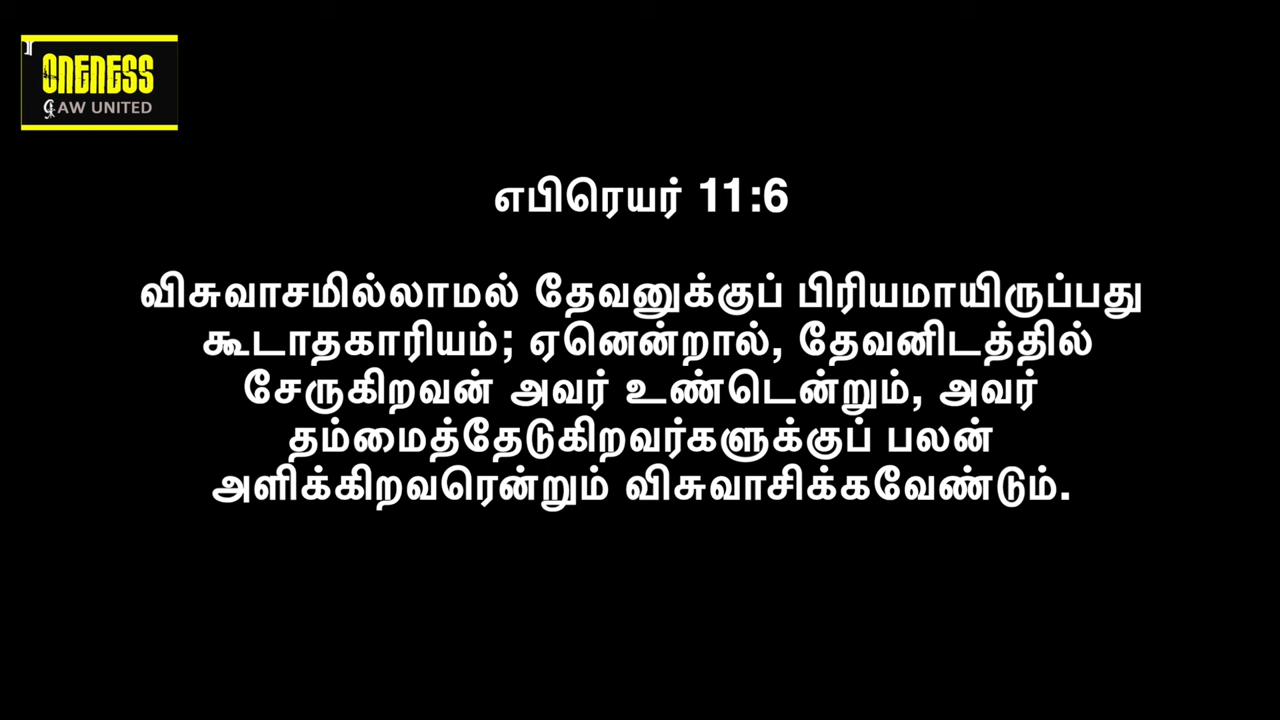 ONENESS
AW UNITED
எபிரெயர் 11:6
விசுவாசமில்லாமல் தேவனுக்குப் பிரியமாயிருப்பது
கூடாதகாரியம்; ஏனென்றால், தேவனிடத்தில்
சேருகிறவன் அவர் உண்டென்றும், அவர்
தம்மைத்தேடுகிறவர்களுக்குப் பலன்
அளிக்கிறவரென்றும் விசுவாசிக்கவேண்டும்.